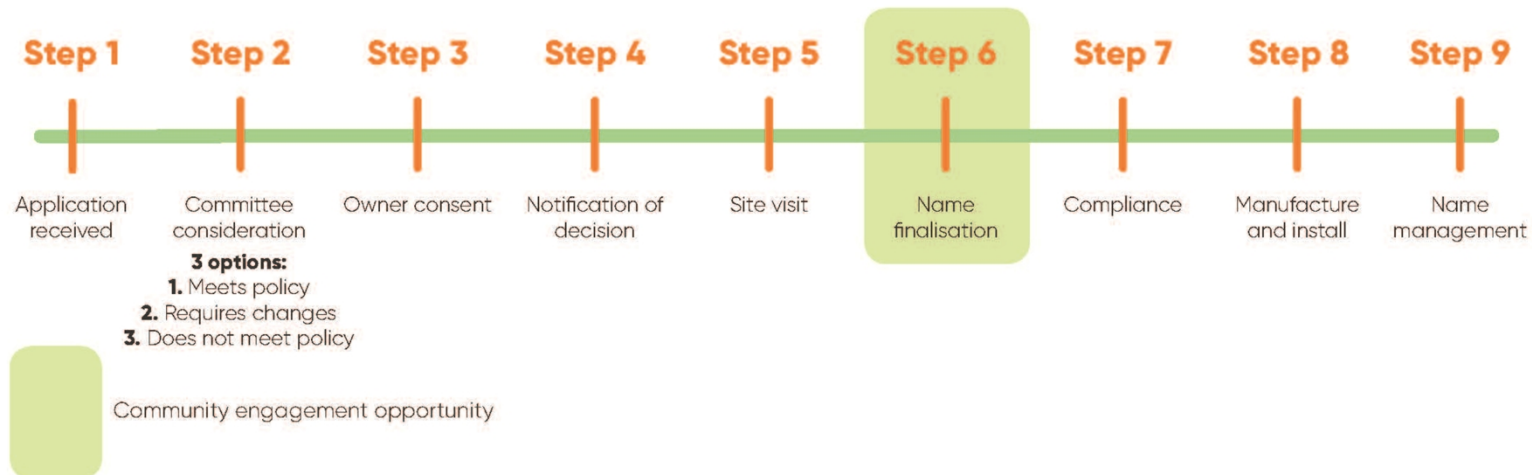 Step 1
Step 2
Step 3
Step 4
Step 5
Step 6
Step 7
Step 8
Step 9
Application
received
Committee
consideration
3 options:
1. Meets policy
2. Requires changes
3. Does not meet policy
Owner consent
Notification of
decision
Site visit
Name
finalisation
Compliance
Manufacture
and install
Name
management
Community engagement opportunity